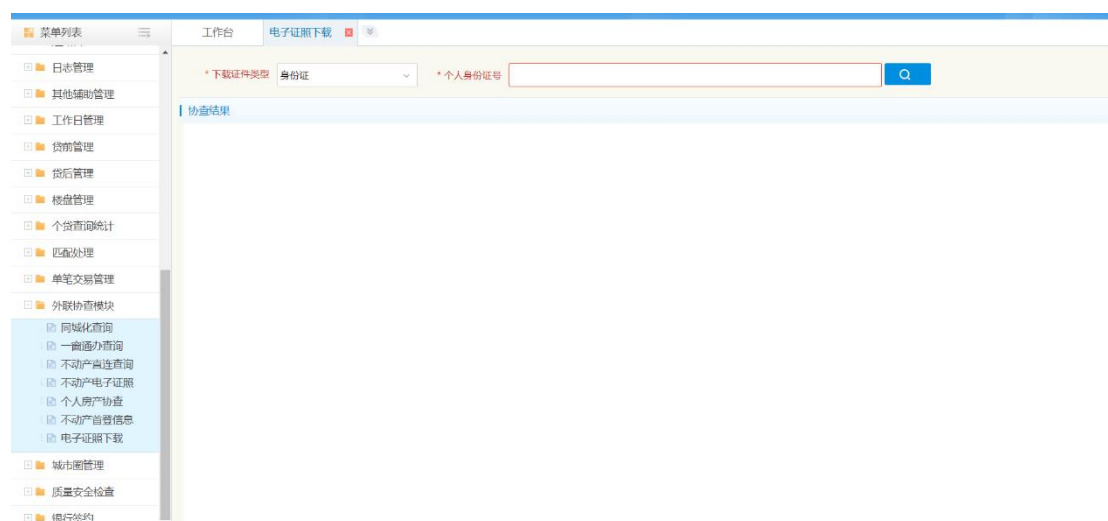 菜单列表
工作台
电子证照下载
日志管理
*下载证件类型
身份证
*个人身份证号
其他辅助管理
协查结果
工作日管理
贷前管理
贷后管理
楼盘管理
个贷查询统计
匹配处理
单笔交易管理
外联协查模块
同城化查询
一窗通办查询
不动产直连查询
不动产电子证照
个人房产协查
不动产首登信息
电子证照下载
城市圈管理
质量安全检查
银行签约